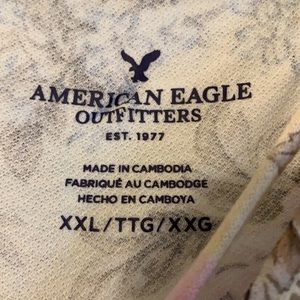 AMERICAN EAGLE
OUTFITTERS
EST. 1977
MADE IN CAMBODIA
FABRIQUÉ AU CAMBODGE
HECHO EN CAMBOYA
XXL/TTG/XXG